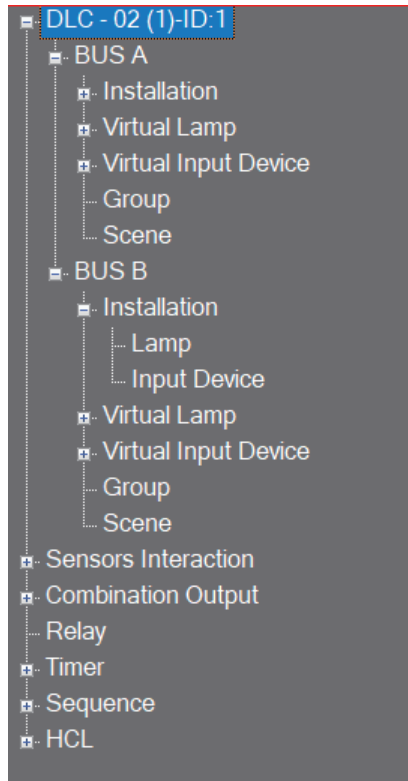 DLC - 02 (1)-ID:1
BUS A
Installation
Virtual Lamp
Virtual Input Device
Group
Scene
BUS B
Installation
Lamp
Input Device
Virtual Lamp
Virtual Input Device
Group
Scene
Sensors Interaction
Combination Output
Relay
Timer
Sequence
HCL